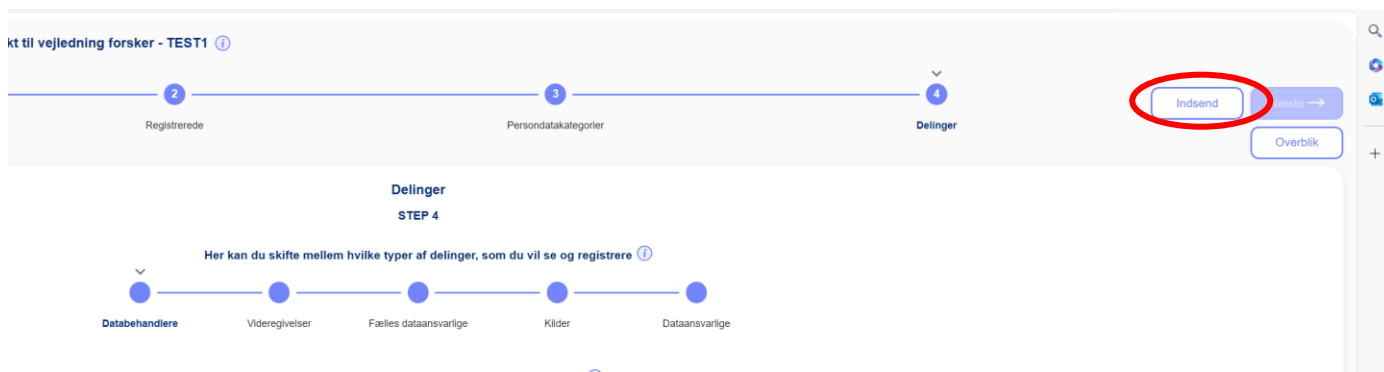 kt til vejledning forsker - TEST1 i
2 3 4
Registrerede Persondatakategorier Delinger
Indsend Næste →
Overblik
Delinger
STEP 4
Her kan du skifte mellem hvilke typer af delinger, som du vil se og registrere i
Databehandlere Videregivelser Fælles dataansvarlige Kilder Dataansvarlige